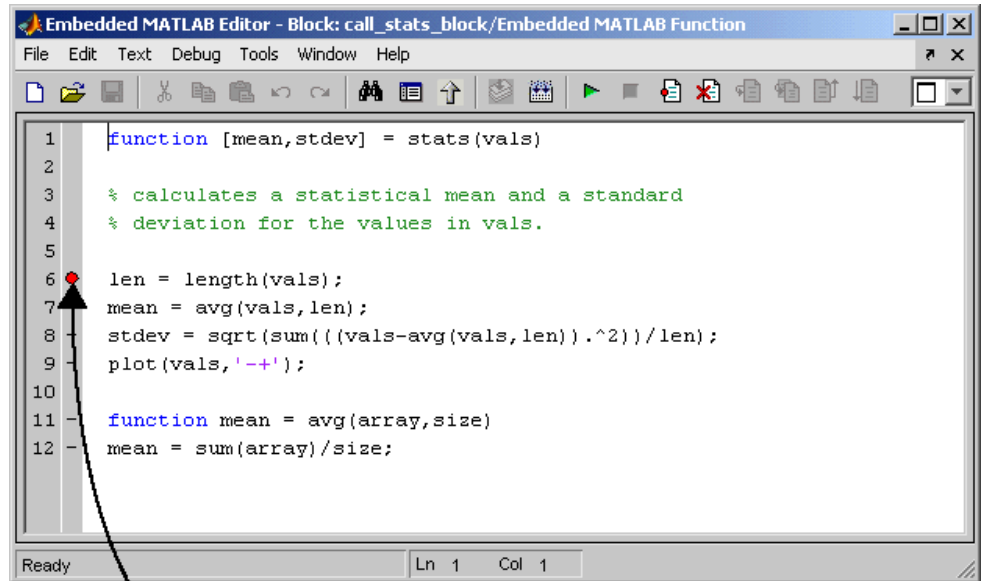 Embedded MATLAB Editor - Block: call_stats_block/Embedded MATLAB Function
File Edit Text Debug Tools Window Help
1 function [mean,stdev] = stats(vals)
2
3 % calculates a statistical mean and a standard
4 % deviation for the values in vals.
5
6 len = length(vals);
7 mean = avg(vals,len);
8 - stdev = sqrt(sum(((vals-avg(vals,len)).^2))/len);
9 - plot(vals,'-+');
10
11 - function mean = avg(array,size)
12 - mean = sum(array)/size;
Ready Ln 1 Col 1